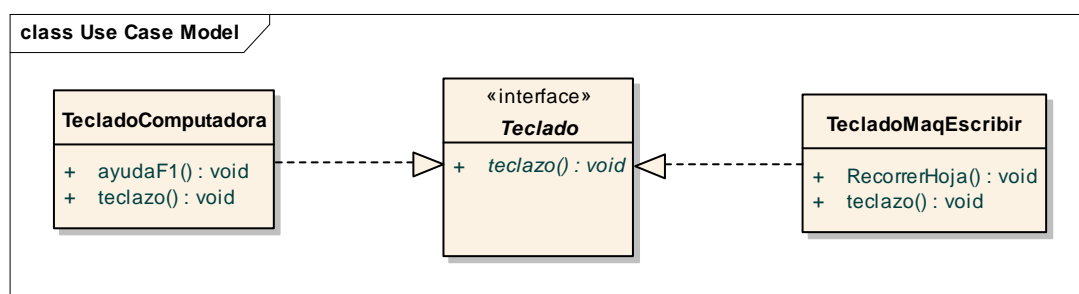 class Use Case Model
TecladoComputadora
+ ayudaF1() : void
+ teclazo() : void
«interface»
Teclado
+ teclazo() : void
TecladoMaqEscribir
+ RecorrerHoja() : void
+ teclazo() : void